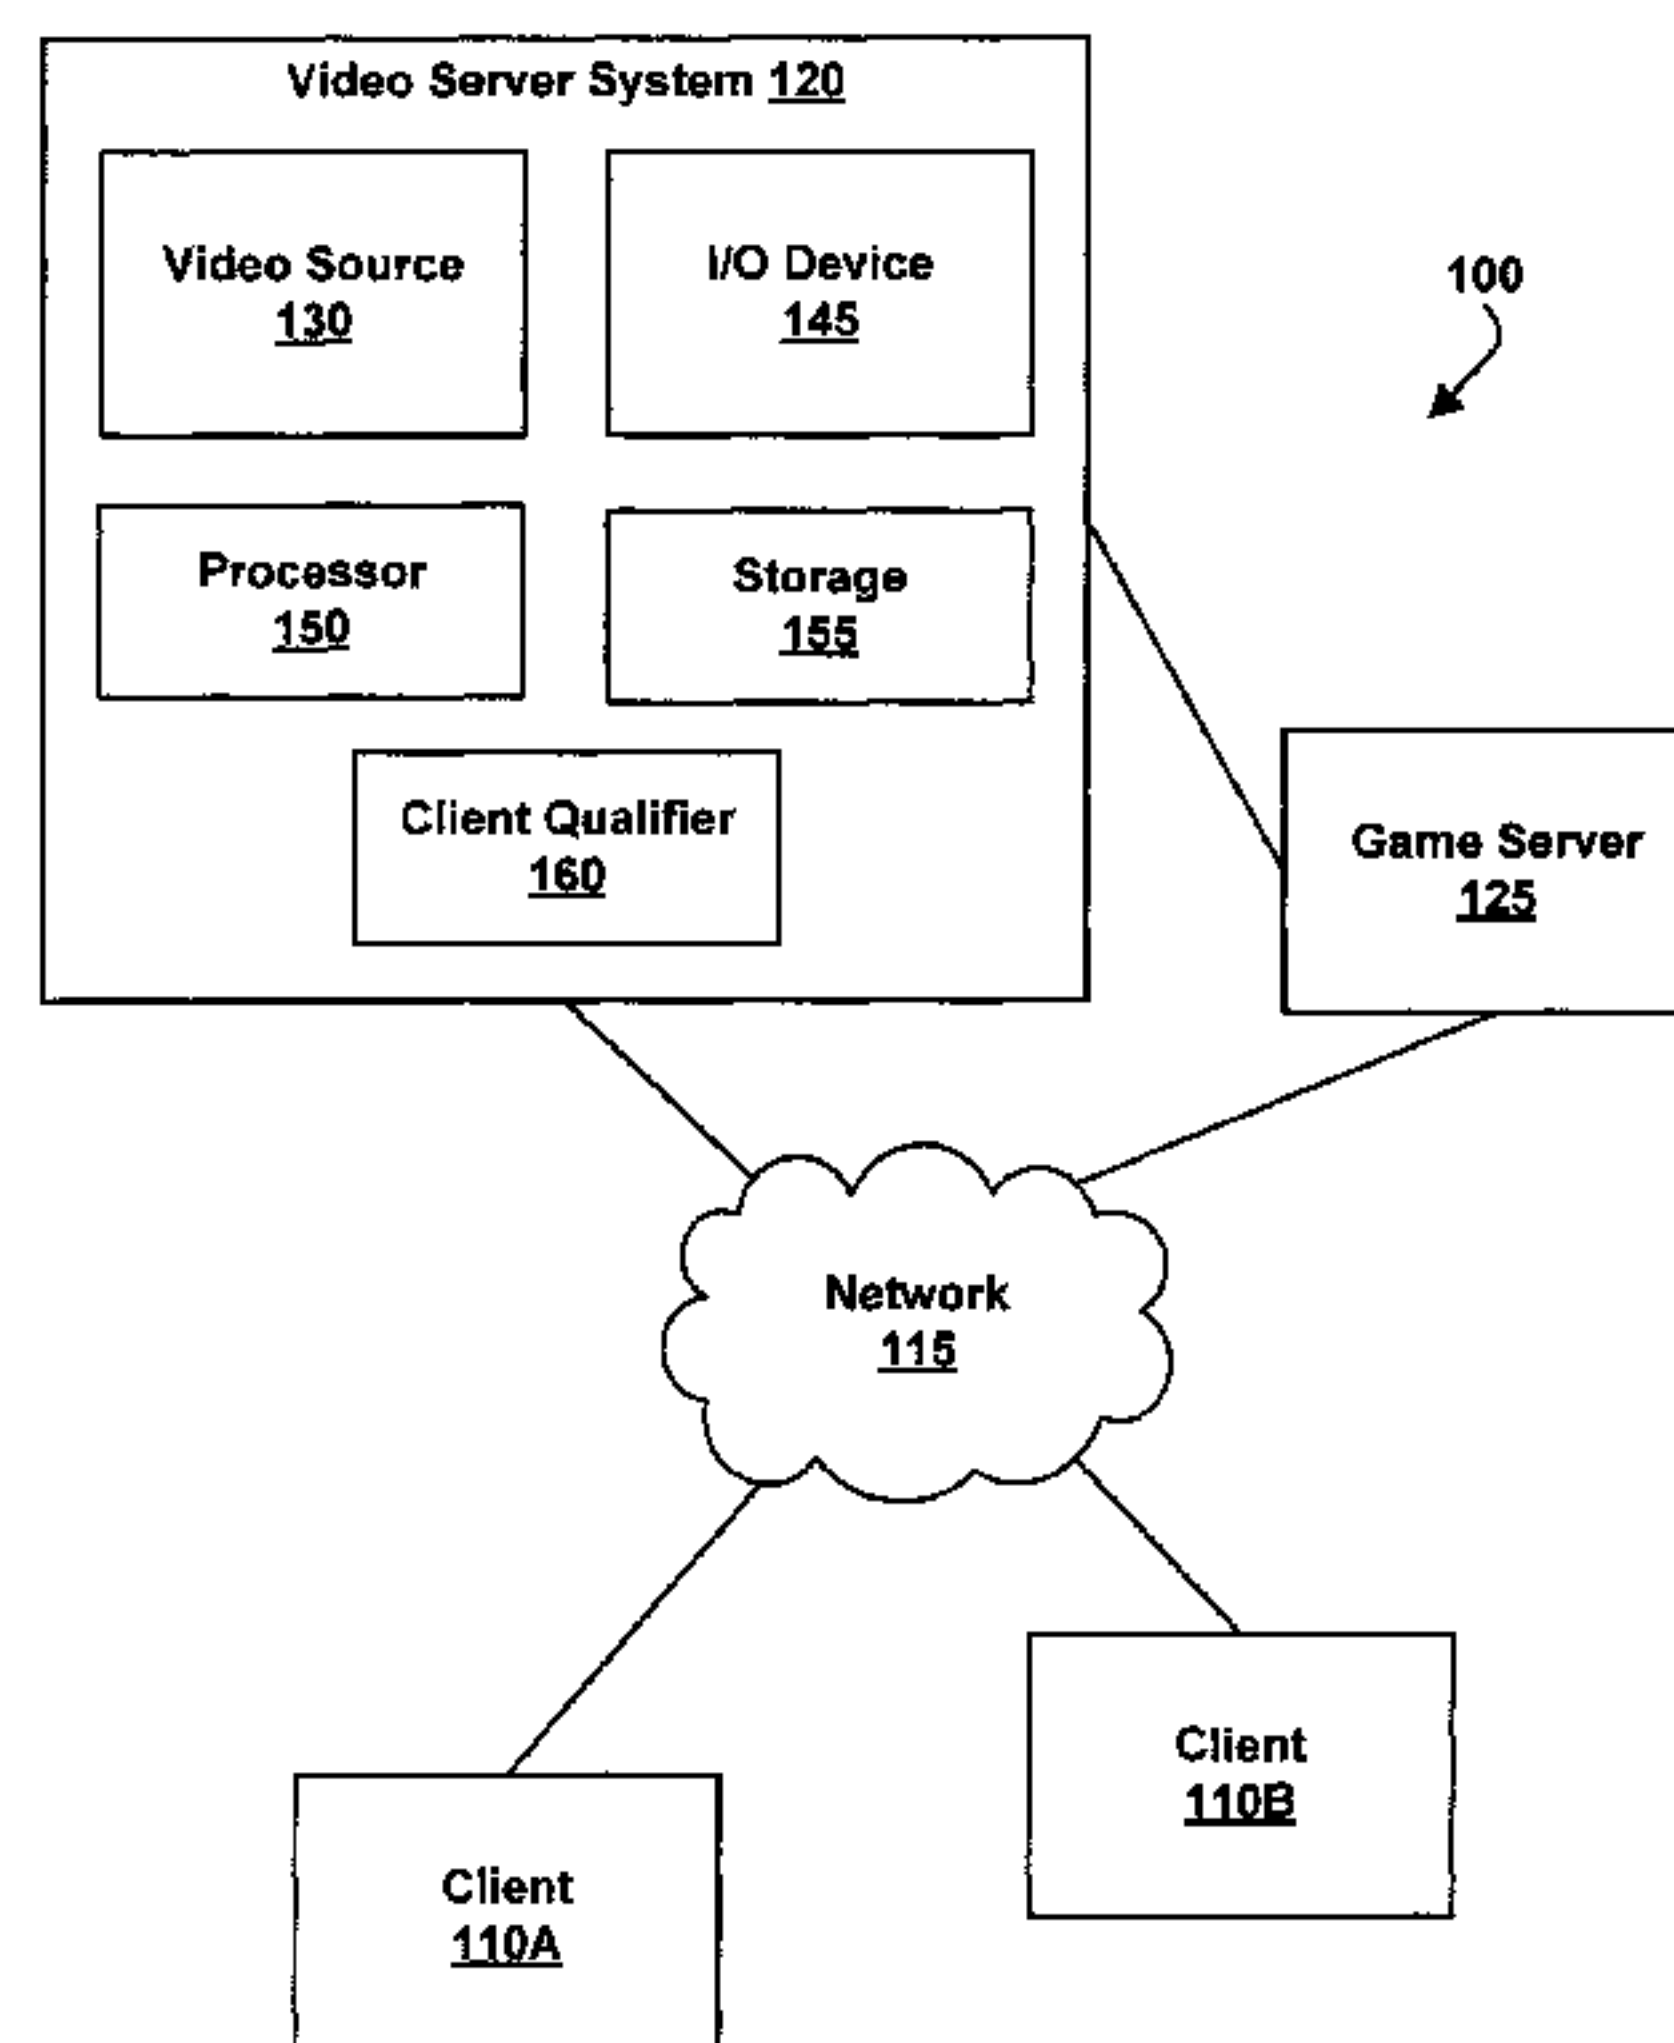 Video Server System 120
Video Source
130
I/O Device
145
100
Processor
150
Storage
155
Client Qualifier
160
Game Server
125
Network
115
Client
110B
Client
110A